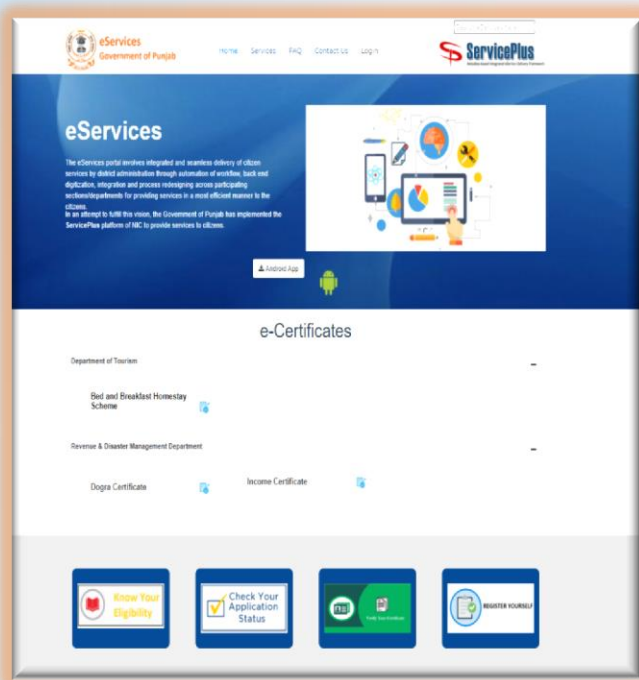 eServices
Government of Punjab
Home Services FAQ Contact Us Login
ServicePlus
eServices
The eServices portal involves integrated and seamless delivery of citizen
services by district administration through automation of workflow, back end
digitization, integration and process redesigning across participating
sections/departments for providing services in a most efficient manner to the
citizens.
In an attempt to fulfill this vision, the Government of Punjab has implemented the
ServicePlus platform of NIC to provide services to citizens.
Android App
e-Certificates
Department of Tourism
Bed and Breakfast Homestay
Scheme
Revenue & Disaster Management Department
Dogra Certificate
Income Certificate
Know Your
Eligibility
Check Your
Application
Status
Verify Your Certificate
REGISTER YOURSELF